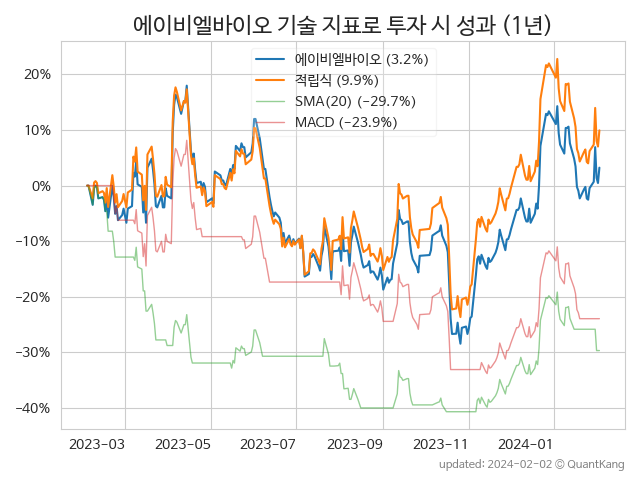 에이비엘바이오 기술 지표로 투자 시 성과 (1년)
에이비엘바이오 (3.2%)
적립식 (9.9%)
SMA(20) (−29.7%)
MACD (−23.9%)
20%
10%
0%
−10%
−20%
−30%
−40%
2023-03 2023-05 2023-07 2023-09 2023-11 2024-01
updated: 2024-02-02 © QuantKang